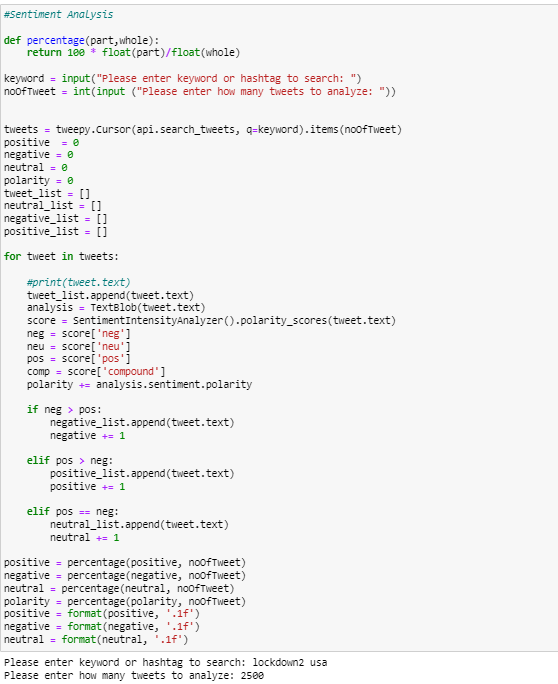 #Sentiment Analysis
def percentage(part,whole):
    return 100 * float(part)/float(whole)
keyword = input("Please enter keyword or hashtag to search: ")
noOfTweet = int(input ("Please enter how many tweets to analyze: "))
tweets = tweepy.Cursor(api.search_tweets, q=keyword).items(noOfTweet)
positive  = 0
negative = 0
neutral = 0
polarity = 0
tweet_list = []
neutral_list = []
negative_list = []
positive_list = []
for tweet in tweets:
    #print(tweet.text)
    tweet_list.append(tweet.text)
    analysis = TextBlob(tweet.text)
    score = SentimentIntensityAnalyzer().polarity_scores(tweet.text)
    neg = score['neg']
    neu = score['neu']
    pos = score['pos']
    comp = score['compound']
    polarity += analysis.sentiment.polarity
    if neg > pos:
        negative_list.append(tweet.text)
        negative += 1
    elif pos > neg:
        positive_list.append(tweet.text)
        positive += 1
    elif pos == neg:
        neutral_list.append(tweet.text)
        neutral += 1
positive = percentage(positive, noOfTweet)
negative = percentage(negative, noOfTweet)
neutral = percentage(neutral, noOfTweet)
polarity = percentage(polarity, noOfTweet)
positive = format(positive, '.1f')
negative = format(negative, '.1f')
neutral = format(neutral, '.1f')
Please enter keyword or hashtag to search: lockdown2 usa
Please enter how many tweets to analyze: 2500